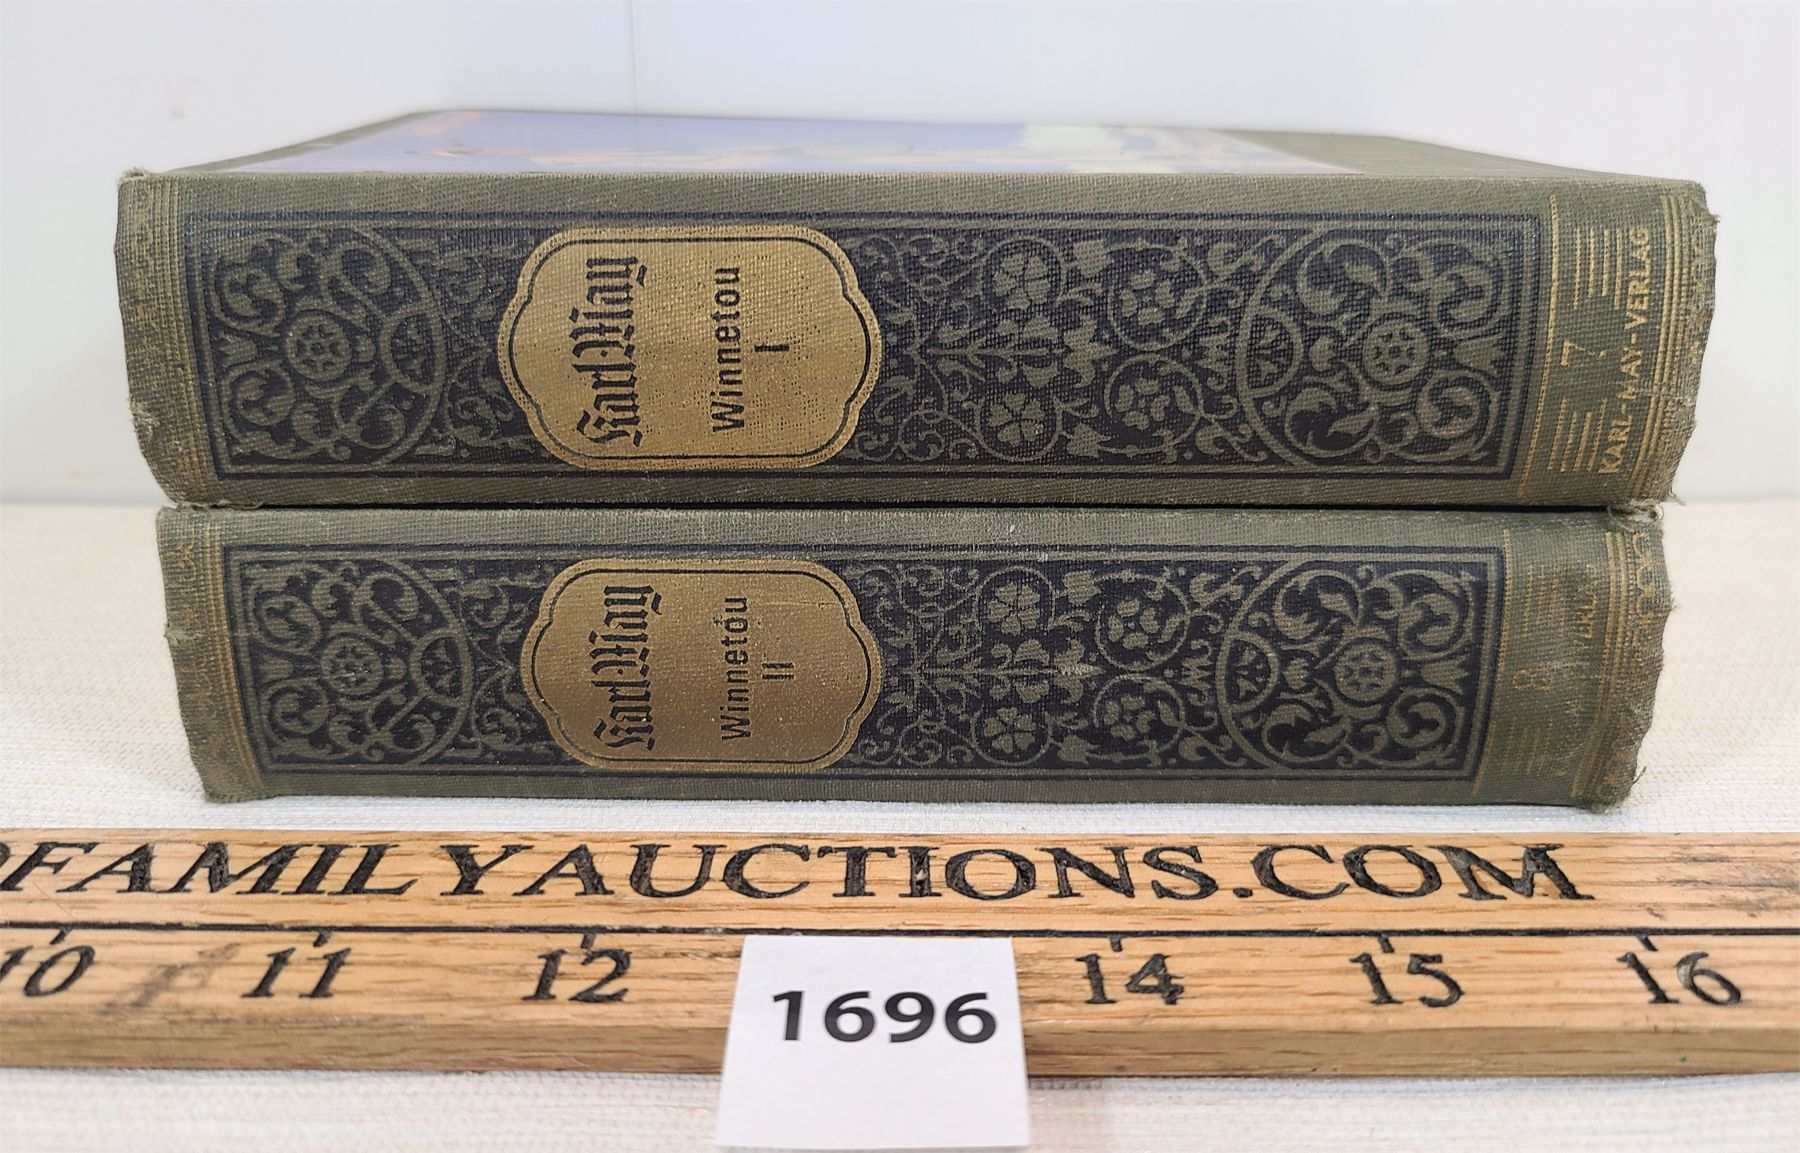 Karl May
Winnetou
I
7
KARL-MAY-VERLAG
Karl May
Winnetou
II
8
FAMILYAUCTIONS.COM
10 11 12 14 15 16
1696